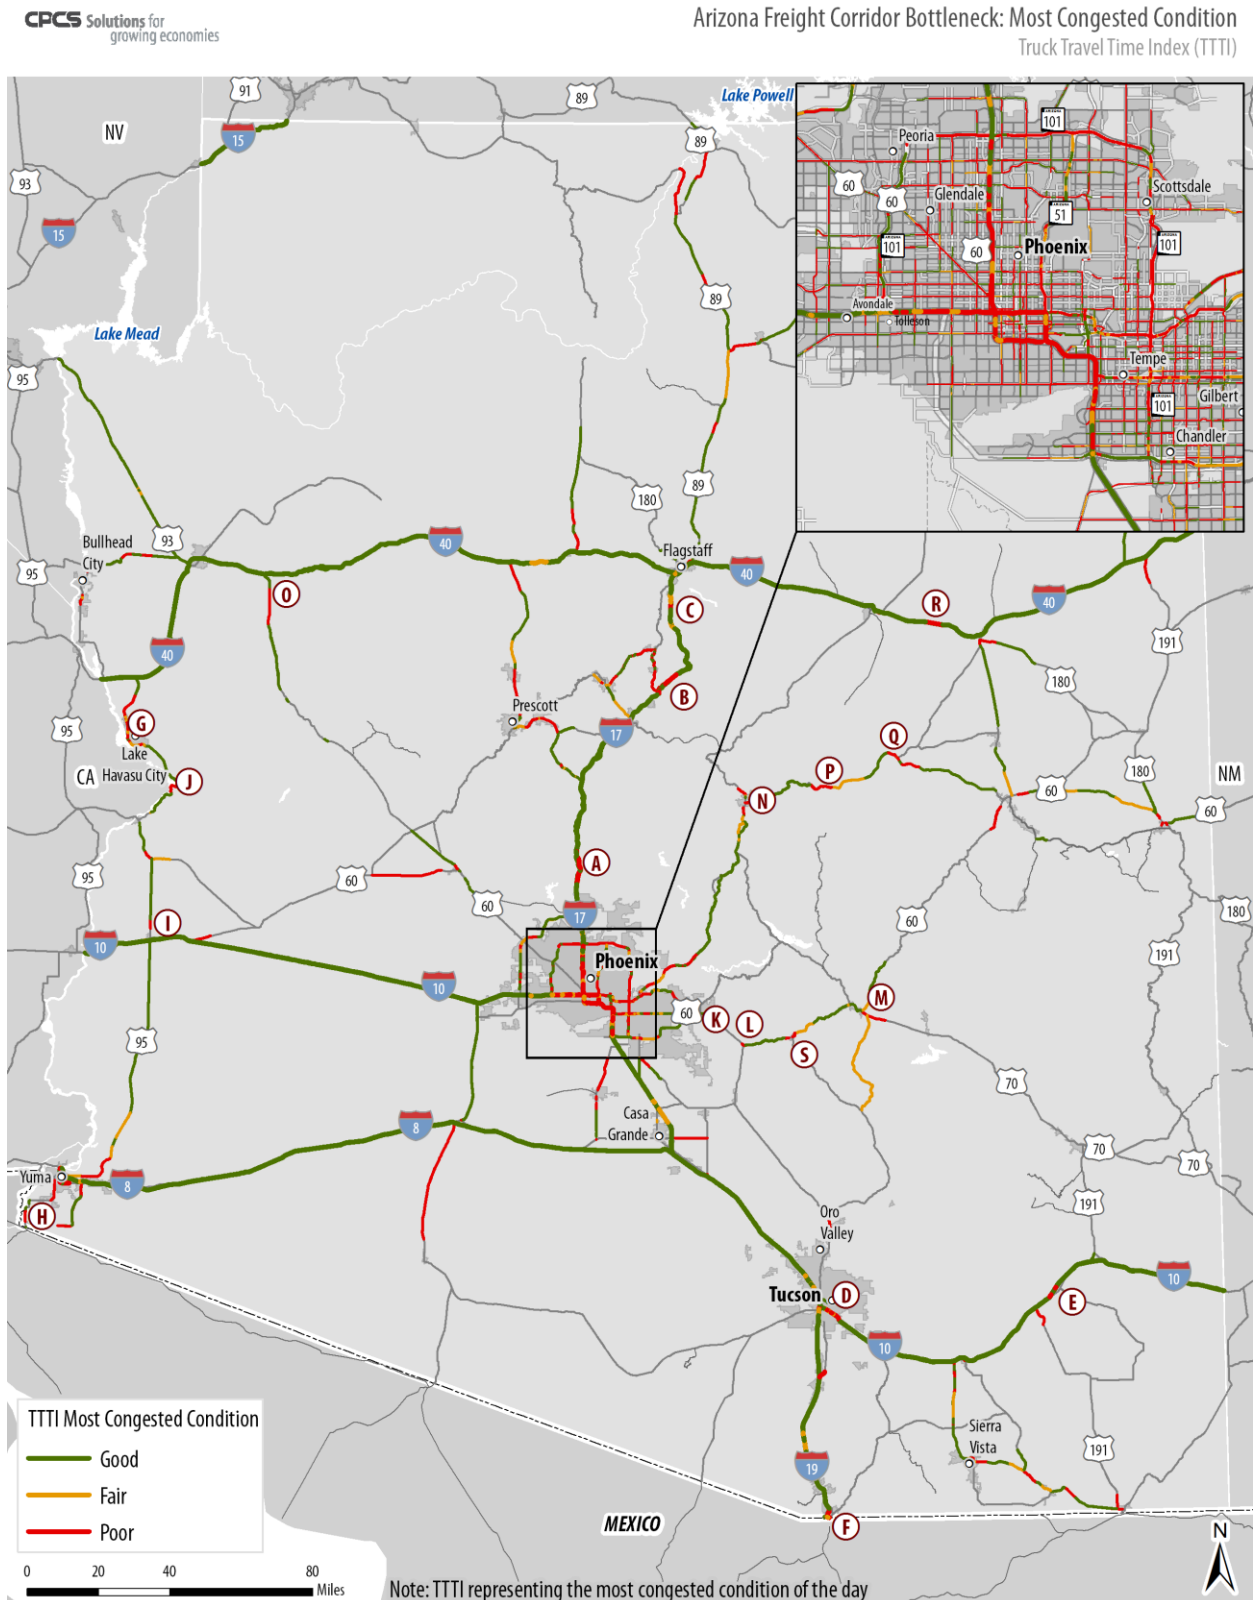 CPCS Solutions for
growing economies
Arizona Freight Corridor Bottleneck: Most Congested Condition
Truck Travel Time Index (TTTI)
91
89
Lake Powell
NV
15
89
93
15
89
Lake Mead
95
101
Peoria
60
60
Glendale
Scottsdale
51
101
60
Phoenix
101
Avondale
Tolleson
Tempe
101
Gilbert
Chandler
180
89
Bullhead
City
93
40
Flagstaff
40
95
O
C
R
40
40
191
180
B
Prescott
17
G
95
Lake
Havasu City
CA
J
Q
P
N
60
180
NM
60
A
95
60
60
17
60
180
I
10
191
Phoenix
10
M
60
K
L
S
95
70
Casa
Grande
8
70
70
Yuma
8
191
H
Oro
Valley
10
Tucson
D
E
10
TTTI Most Congested Condition
Good
Fair
Poor
Sierra
Vista
191
19
MEXICO
F
N
0
20
40
80
Miles
Note: TTTI representing the most congested condition of the day